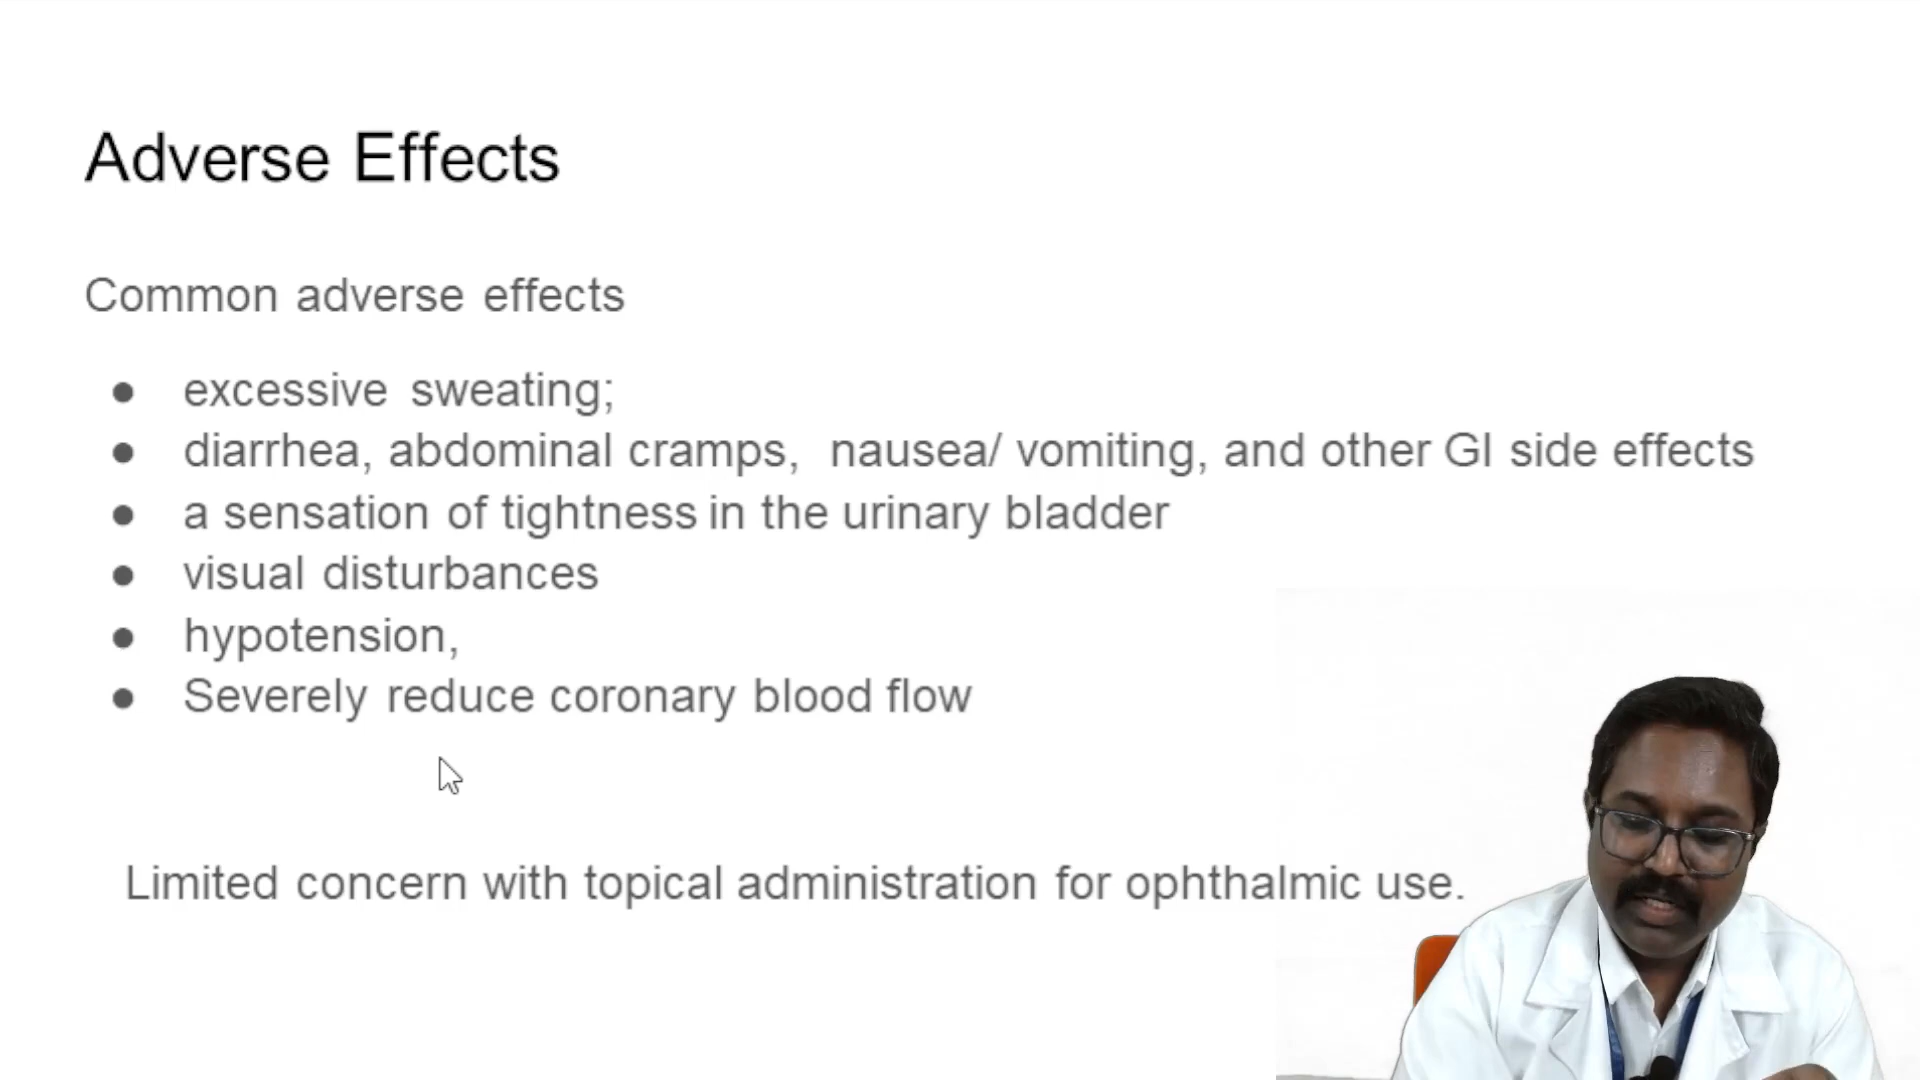 Adverse Effects
Common adverse effects
● excessive sweating;
● diarrhea, abdominal cramps, nausea/ vomiting, and other GI side effects
● a sensation of tightness in the urinary bladder
● visual disturbances
● hypotension,
● Severely reduce coronary blood flow
Limited concern with topical administration for ophthalmic use.